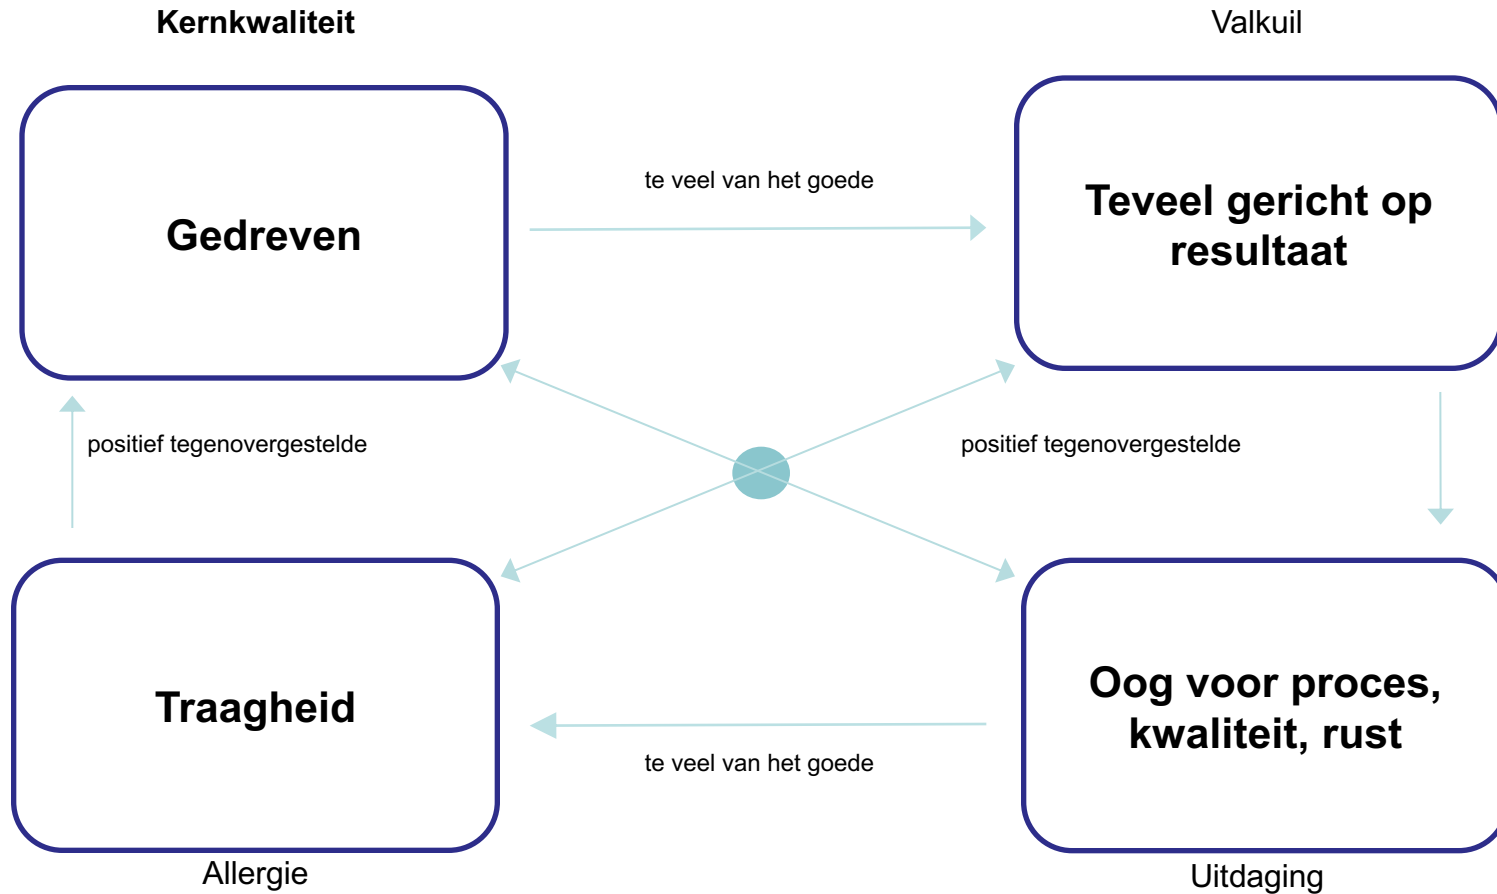 Kernkwaliteit
Valkuil
Gedreven
te veel van het goede
Teveel gericht op
resultaat
positief tegenovergestelde
positief tegenovergestelde
Traagheid
te veel van het goede
Oog voor proces,
kwaliteit, rust
Allergie
Uitdaging